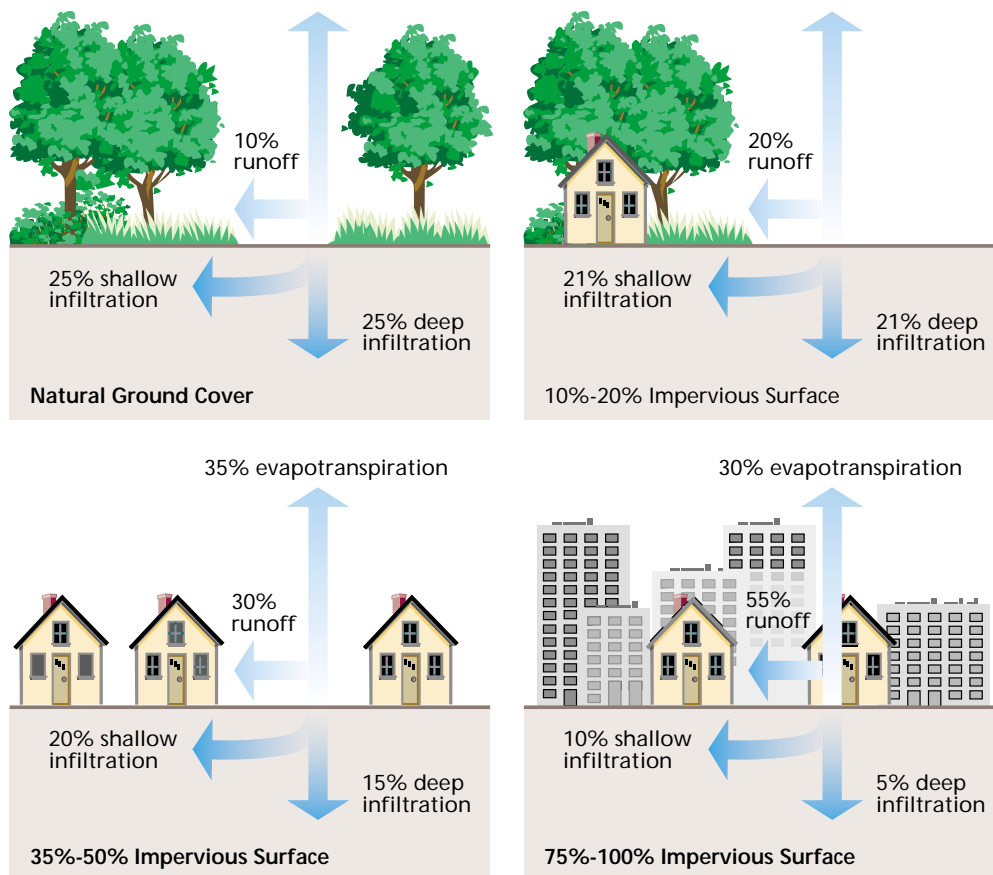 10%
runoff
25% shallow
infiltration
25% deep
infiltration
Natural Ground Cover
20%
runoff
21% shallow
infiltration
21% deep
infiltration
10%-20% Impervious Surface
35% evapotranspiration
30%
runoff
20% shallow
infiltration
15% deep
infiltration
35%-50% Impervious Surface
30% evapotranspiration
55%
runoff
10% shallow
infiltration
5% deep
infiltration
75%-100% Impervious Surface